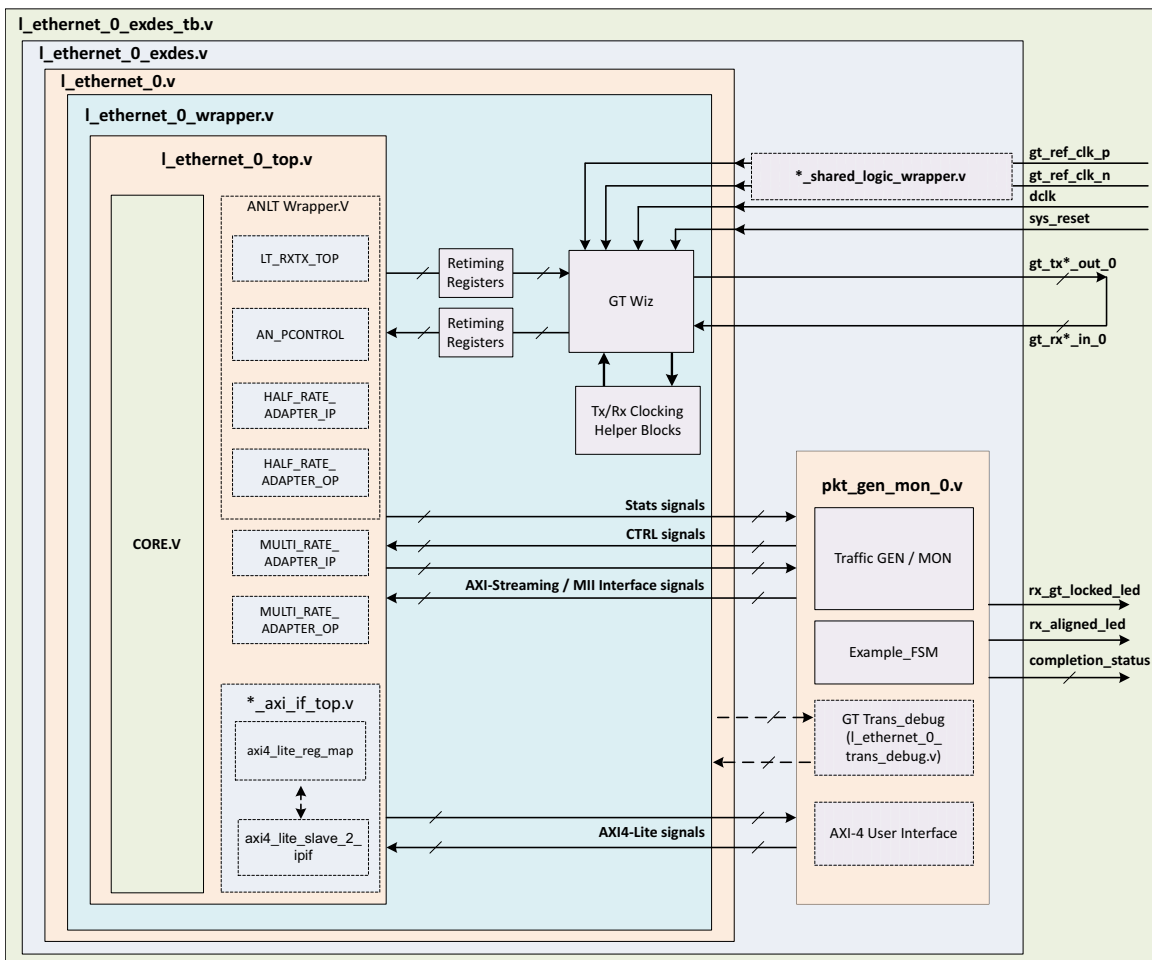 l_ethernet_0_exdes_tb.v
l_ethernet_0_exdes.v
l_ethernet_0.v
l_ethernet_0_wrapper.v
l_ethernet_0_top.v
CORE.V
ANLT Wrapper.V
LT_RXTX_TOP
AN_PCONTROL
HALF_RATE_
ADAPTER_IP
HALF_RATE_
ADAPTER_OP
MULTI_RATE_
ADAPTER_IP
MULTI_RATE_
ADAPTER_OP
*_axi_if_top.v
axi4_lite_reg_map
axi4_lite_slave_2_
ipif
Retiming
Registers
Retiming
Registers
GT Wiz
Tx/Rx Clocking
Helper Blocks
*_shared_logic_wrapper.v
gt_ref_clk_p
gt_ref_clk_n
dclk
sys_reset
gt_tx*_out_0
gt_rx*_in_0
Stats signals
CTRL signals
AXI-Streaming / MII Interface signals
AXI4-Lite signals
pkt_gen_mon_0.v
Traffic GEN / MON
Example_FSM
GT Trans_debug
(l_ethernet_0_
trans_debug.v)
AXI-4 User Interface
rx_gt_locked_led
rx_aligned_led
completion_status